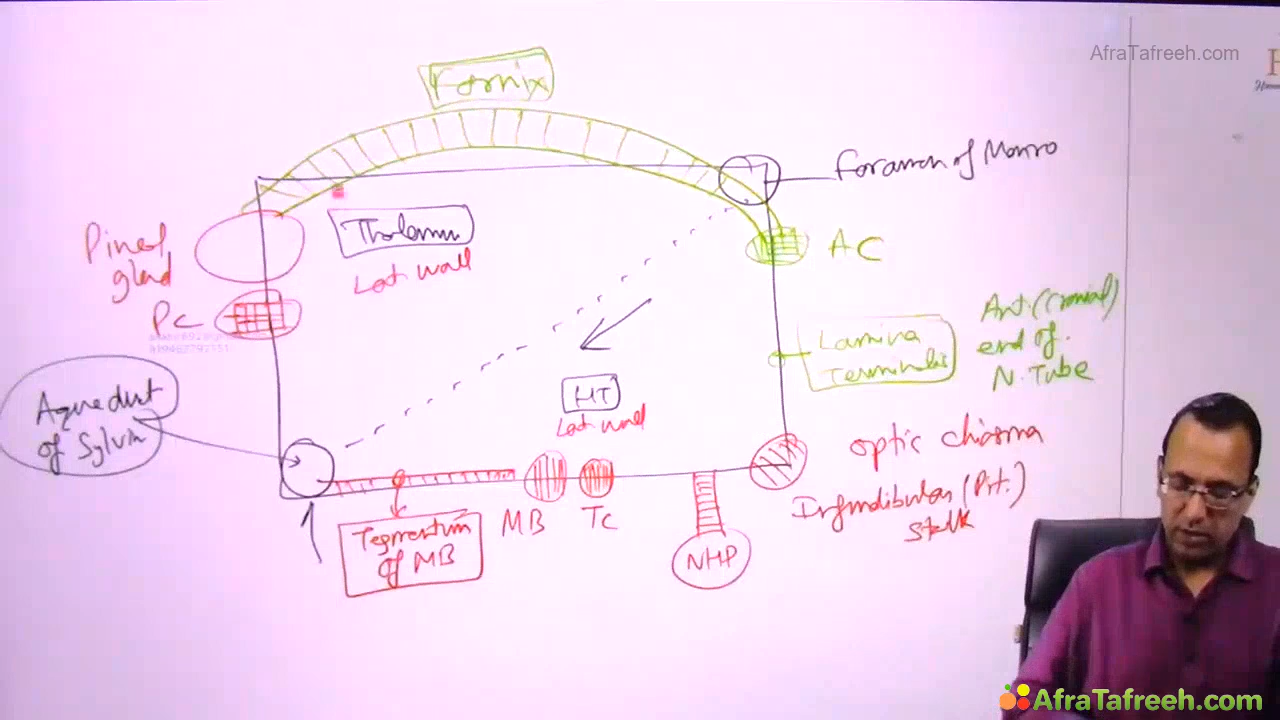 AfraTafreeh.com
H
Fornix
Foramen of Monro
Pineal
gland
Thalamus
Lat wall
AC
PC
Lamina
Terminalis
Ant. (Cranial)
end of
N. Tube
Aqueduct
of Sylvius
HT
Lat wall
optic chiasma
Infundibulum (Pit.)
Stalk
MB
TC
NHP
Tegmentum
of MB
AfraTafreeh.com